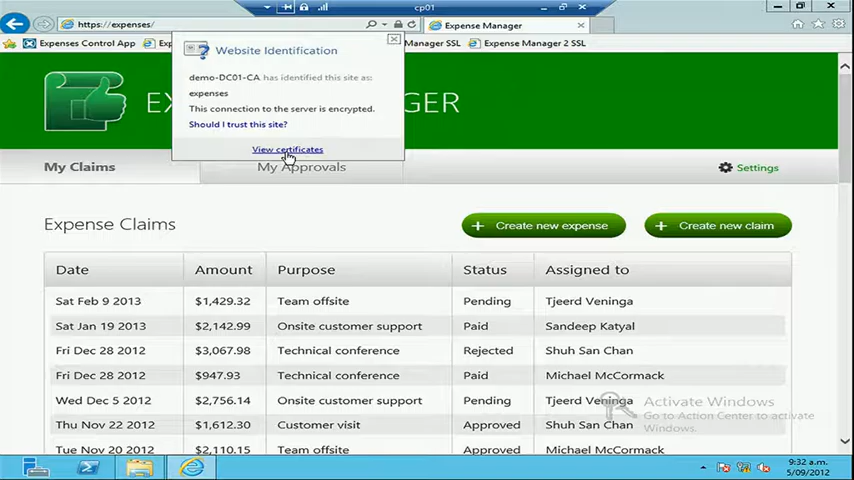 cp01
https://expenses/
Expense Manager
Expenses Control App
Manager SSL
Expense Manager 2 SSL
Website Identification
demo-DC01-CA has identified this site as:
expenses
This connection to the server is encrypted.
Should I trust this site?
View certificates
EX
GER
My Claims
My Approvals
Settings
Expense Claims
+ Create new expense
+ Create new claim
Date Amount Purpose Status Assigned to
Sat Feb 9 2013 $1,429.32 Team offsite Pending Tjeerd Veninga
Sat Jan 19 2013 $2,142.99 Onsite customer support Paid Sandeep Katyal
Fri Dec 28 2012 $3,067.98 Technical conference Rejected Shuh San Chan
Fri Dec 28 2012 $947.93 Technical conference Paid Michael McCormack
Wed Dec 5 2012 $2,756.14 Onsite customer support Pending Tjeerd Veninga
Thu Nov 22 2012 $1,612.30 Customer visit Approved Shuh San Chan
Tue Nov 20 2012 $2,110.15 Team offsite Approved Michael McCormack
Activate Windows
Go to Action Center to activate
Windows.
9:32 a.m.
5/09/2012